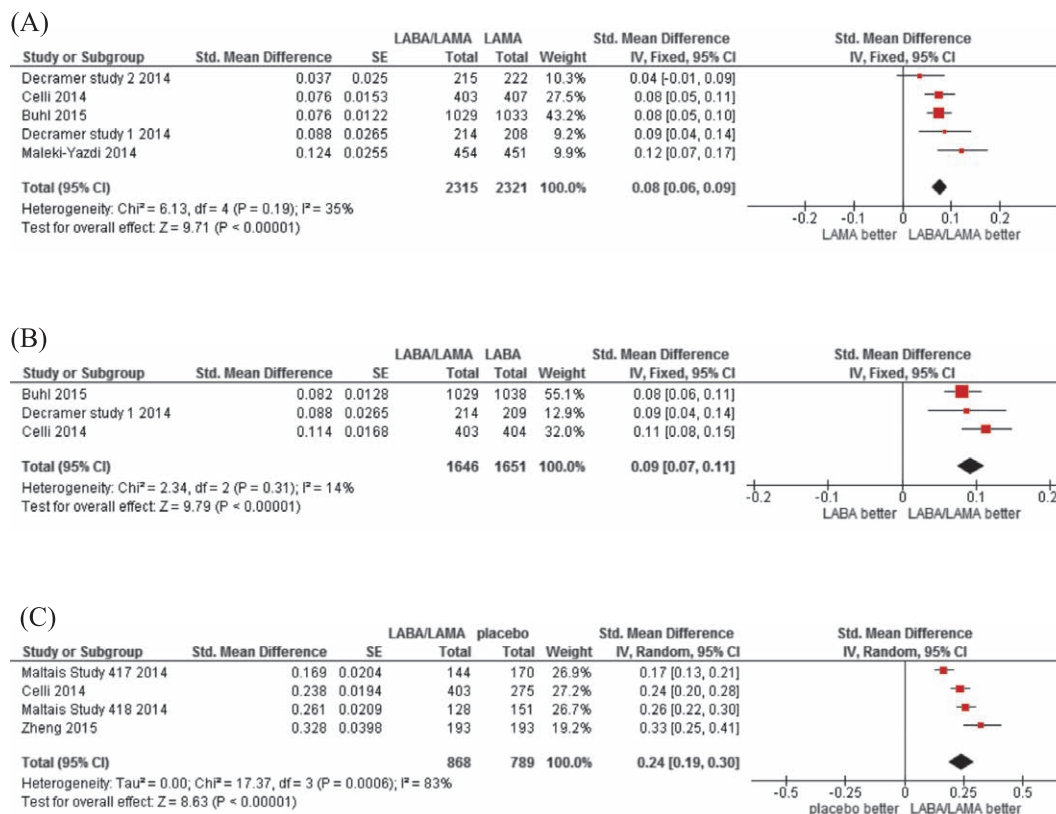 (A)
LABA/LAMA LAMA Std. Mean Difference Std. Mean Difference
Study or Subgroup Std. Mean Difference SE Total Total Weight IV, Fixed, 95% CI IV, Fixed, 95% CI
Decramer study 2 2014 0.037 0.025 215 222 10.3% 0.04 [-0.01, 0.09]
Celli 2014 0.076 0.0153 403 407 27.5% 0.08 [0.05, 0.11]
Buhl 2015 0.076 0.0122 1029 1033 43.2% 0.08 [0.05, 0.10]
Decramer study 1 2014 0.088 0.0265 214 208 9.2% 0.09 [0.04, 0.14]
Maleki-Yazdi 2014 0.124 0.0255 454 451 9.9% 0.12 [0.07, 0.17]
Total (95% CI) 2315 2321 100.0% 0.08 [0.06, 0.09]
Heterogeneity: Chi² = 6.13, df = 4 (P = 0.19); I² = 35%
Test for overall effect: Z = 9.71 (P < 0.00001)
-0.2 -0.1 0 0.1 0.2
LAMA better LABA/LAMA better
(B)
LABA/LAMA LABA Std. Mean Difference Std. Mean Difference
Study or Subgroup Std. Mean Difference SE Total Total Weight IV, Fixed, 95% CI IV, Fixed, 95% CI
Buhl 2015 0.082 0.0128 1029 1038 55.1% 0.08 [0.06, 0.11]
Decramer study 1 2014 0.088 0.0265 214 209 12.9% 0.09 [0.04, 0.14]
Celli 2014 0.114 0.0168 403 404 32.0% 0.11 [0.08, 0.15]
Total (95% CI) 1646 1651 100.0% 0.09 [0.07, 0.11]
Heterogeneity: Chi² = 2.34, df = 2 (P = 0.31); I² = 14%
Test for overall effect: Z = 9.79 (P < 0.00001)
-0.2 -0.1 0 0.1 0.2
LABA better LABA/LAMA better
(C)
LABA/LAMA placebo Std. Mean Difference Std. Mean Difference
Study or Subgroup Std. Mean Difference SE Total Total Weight IV, Random, 95% CI IV, Random, 95% CI
Maltais Study 417 2014 0.169 0.0204 144 170 26.9% 0.17 [0.13, 0.21]
Celli 2014 0.238 0.0194 403 275 27.2% 0.24 [0.20, 0.28]
Maltais Study 418 2014 0.261 0.0209 128 151 26.7% 0.26 [0.22, 0.30]
Zheng 2015 0.328 0.0398 193 193 19.2% 0.33 [0.25, 0.41]
Total (95% CI) 868 789 100.0% 0.24 [0.19, 0.30]
Heterogeneity: Tau² = 0.00; Chi² = 17.37, df = 3 (P = 0.0006); I² = 83%
Test for overall effect: Z = 8.63 (P < 0.00001)
-0.5 -0.25 0 0.25 0.5
placebo better LABA/LAMA better